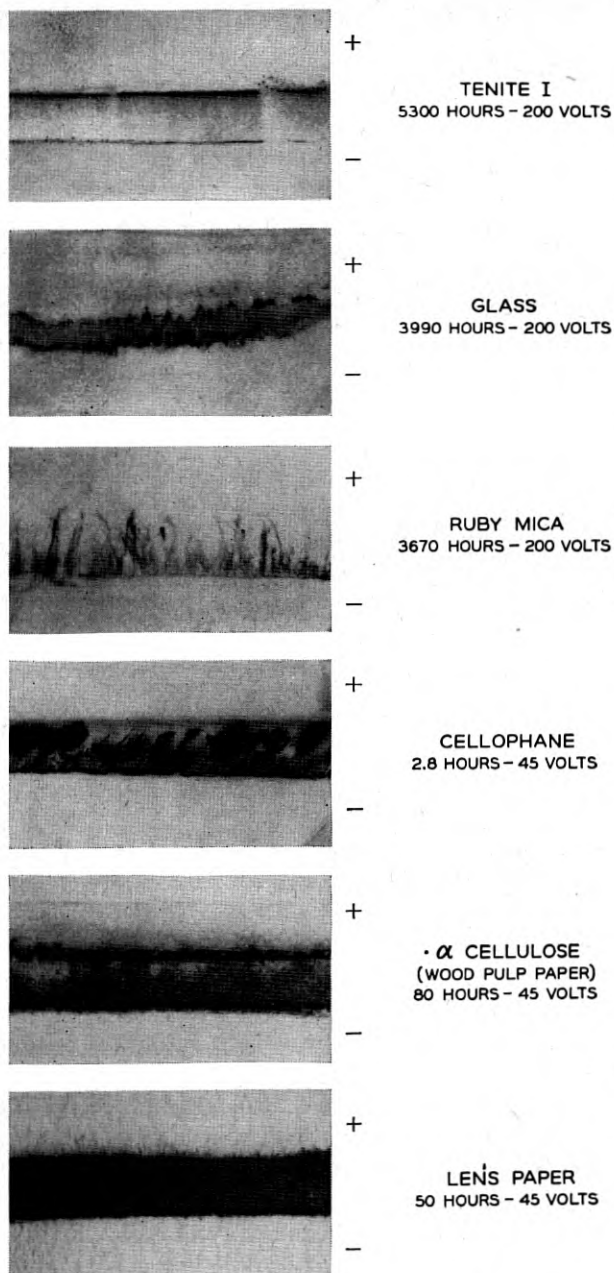 +
TENITE I
5300 HOURS – 200 VOLTS
−
+
GLASS
3990 HOURS – 200 VOLTS
−
+
RUBY MICA
3670 HOURS – 200 VOLTS
−
+
CELLOPHANE
2.8 HOURS – 45 VOLTS
−
+
α CELLULOSE
(WOOD PULP PAPER)
80 HOURS – 45 VOLTS
−
+
LENS PAPER
50 HOURS – 45 VOLTS
−